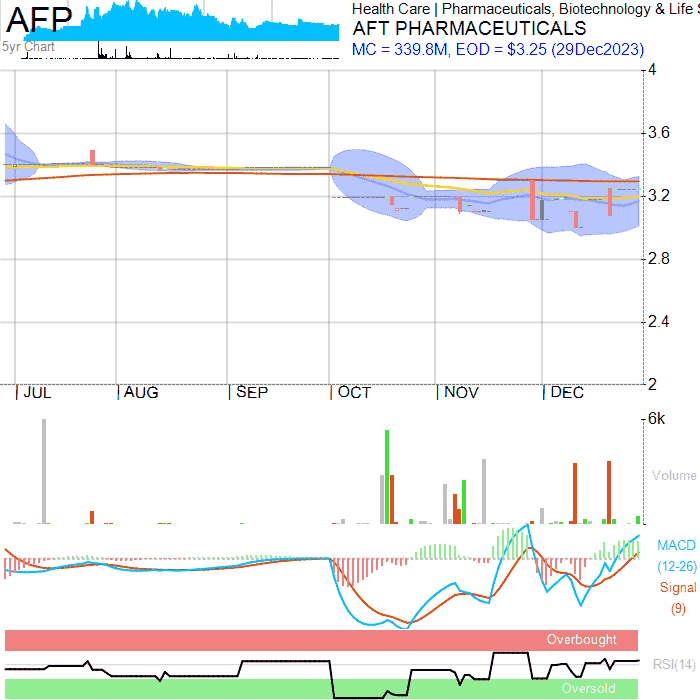 AFP
5yr Chart
Health Care | Pharmaceuticals, Biotechnology & Life S
AFT PHARMACEUTICALS
MC = 339.8M, EOD = $3.25 (29Dec2023)
4
3.6
3.2
2.8
2.4
2
JUL AUG SEP OCT NOV DEC
6k
Volume
MACD
(12-26)
Signal
(9)
Overbought
RSI(14)
Oversold